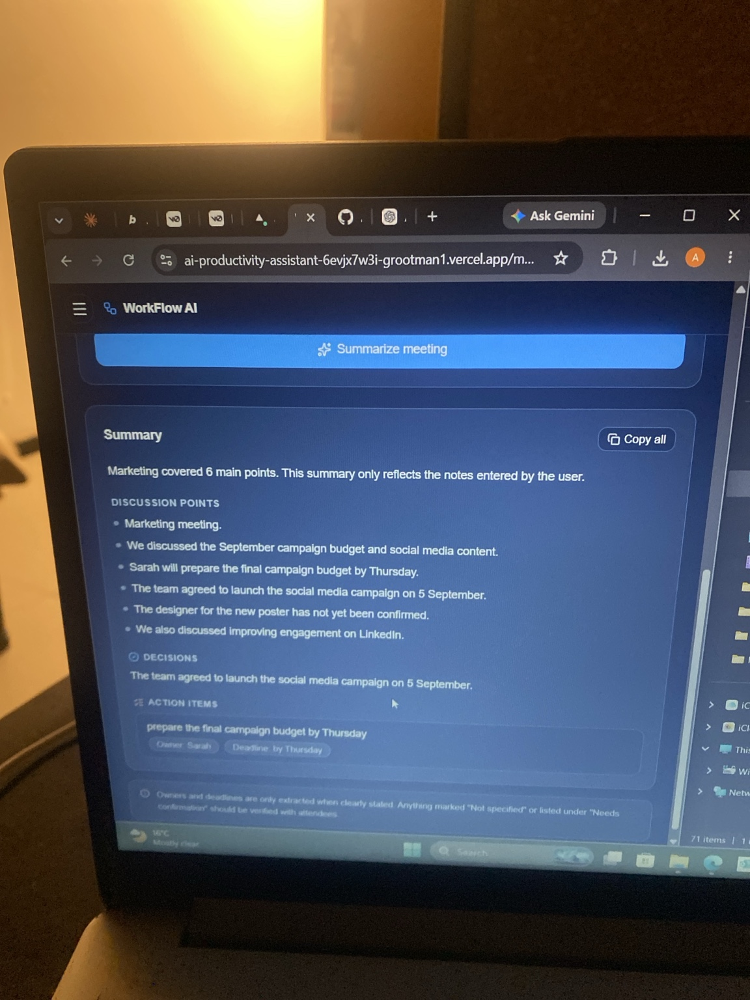 Ask Gemini
ai-productivity-assistant-6evjx7w3i-grootman1.vercel.app/m...
A
WorkFlow AI
Summarize meeting
Summary
Copy all
Marketing covered 6 main points. This summary only reflects the notes entered by the user.
DISCUSSION POINTS
Marketing meeting.
We discussed the September campaign budget and social media content.
Sarah will prepare the final campaign budget by Thursday.
The team agreed to launch the social media campaign on 5 September.
The designer for the new poster has not yet been confirmed.
We also discussed improving engagement on LinkedIn.
DECISIONS
The team agreed to launch the social media campaign on 5 September.
ACTION ITEMS
prepare the final campaign budget by Thursday
Owner Sarah
Deadline by Thursday
Owners and deadlines are only extracted when clearly stated. Anything marked "Not specified" or listed under "Needs
confirmation" should be verified with attendees.
iC
iCl
This
Wi
Netw
71 items | 1
16°C
Mostly clear
Search